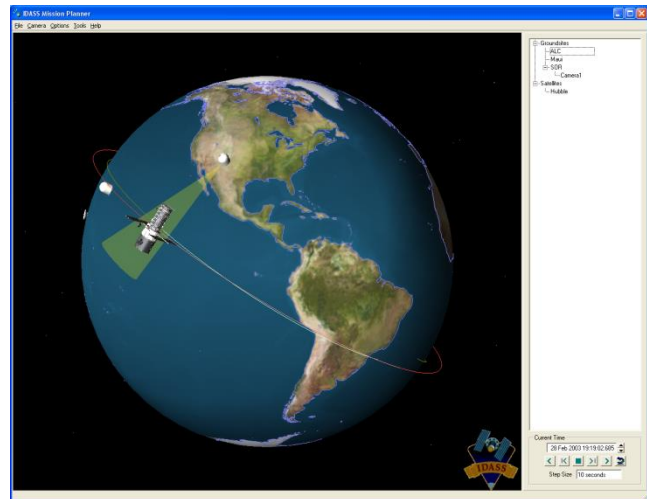 IDASS Mission Planner
File Camera Options Tools Help
Groundsites
ALC
Maui
SOR
Camera1
Satellites
Hubble
IDASS
Current Time
28 Feb 2003 19:19:02.685
Step Size 10 seconds